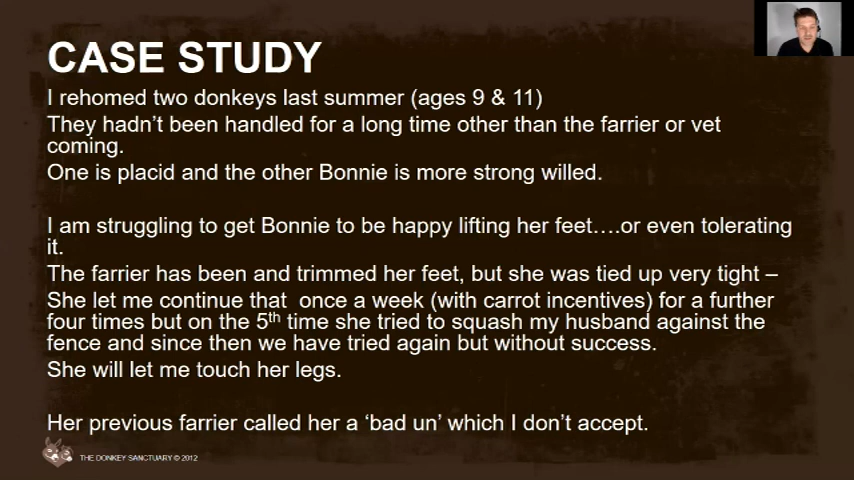 CASE STUDY
I rehomed two donkeys last summer (ages 9 & 11)
They hadn’t been handled for a long time other than the farrier or vet
coming.
One is placid and the other Bonnie is more strong willed.
I am struggling to get Bonnie to be happy lifting her feet….or even tolerating
it.
The farrier has been and trimmed her feet, but she was tied up very tight –
She let me continue that once a week (with carrot incentives) for a further
four times but on the 5th time she tried to squash my husband against the
fence and since then we have tried again but without success.
She will let me touch her legs.
Her previous farrier called her a ‘bad un’ which I don’t accept.
THE DONKEY SANCTUARY © 2012